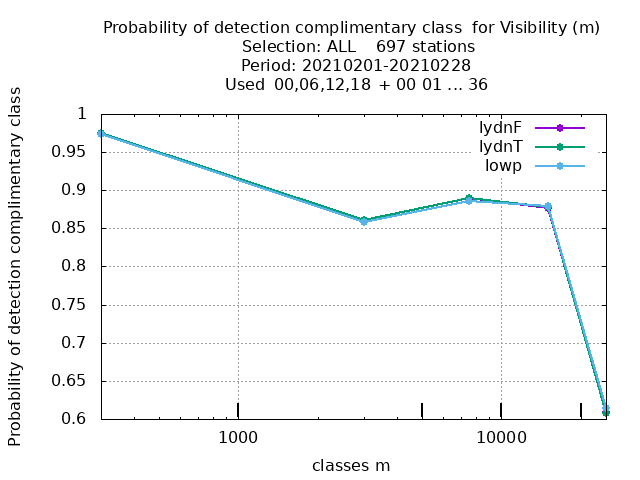 Probability of detection complimentary class  for Visibility (m)
Selection: ALL    697 stations
Period: 20210201-20210228
Used  00,06,12,18 + 00 01 ... 36
Probability of detection complimentary class
1
0.95
0.9
0.85
0.8
0.75
0.7
0.65
0.6
lydnF
lydnT
lowp
1000
10000
classes m